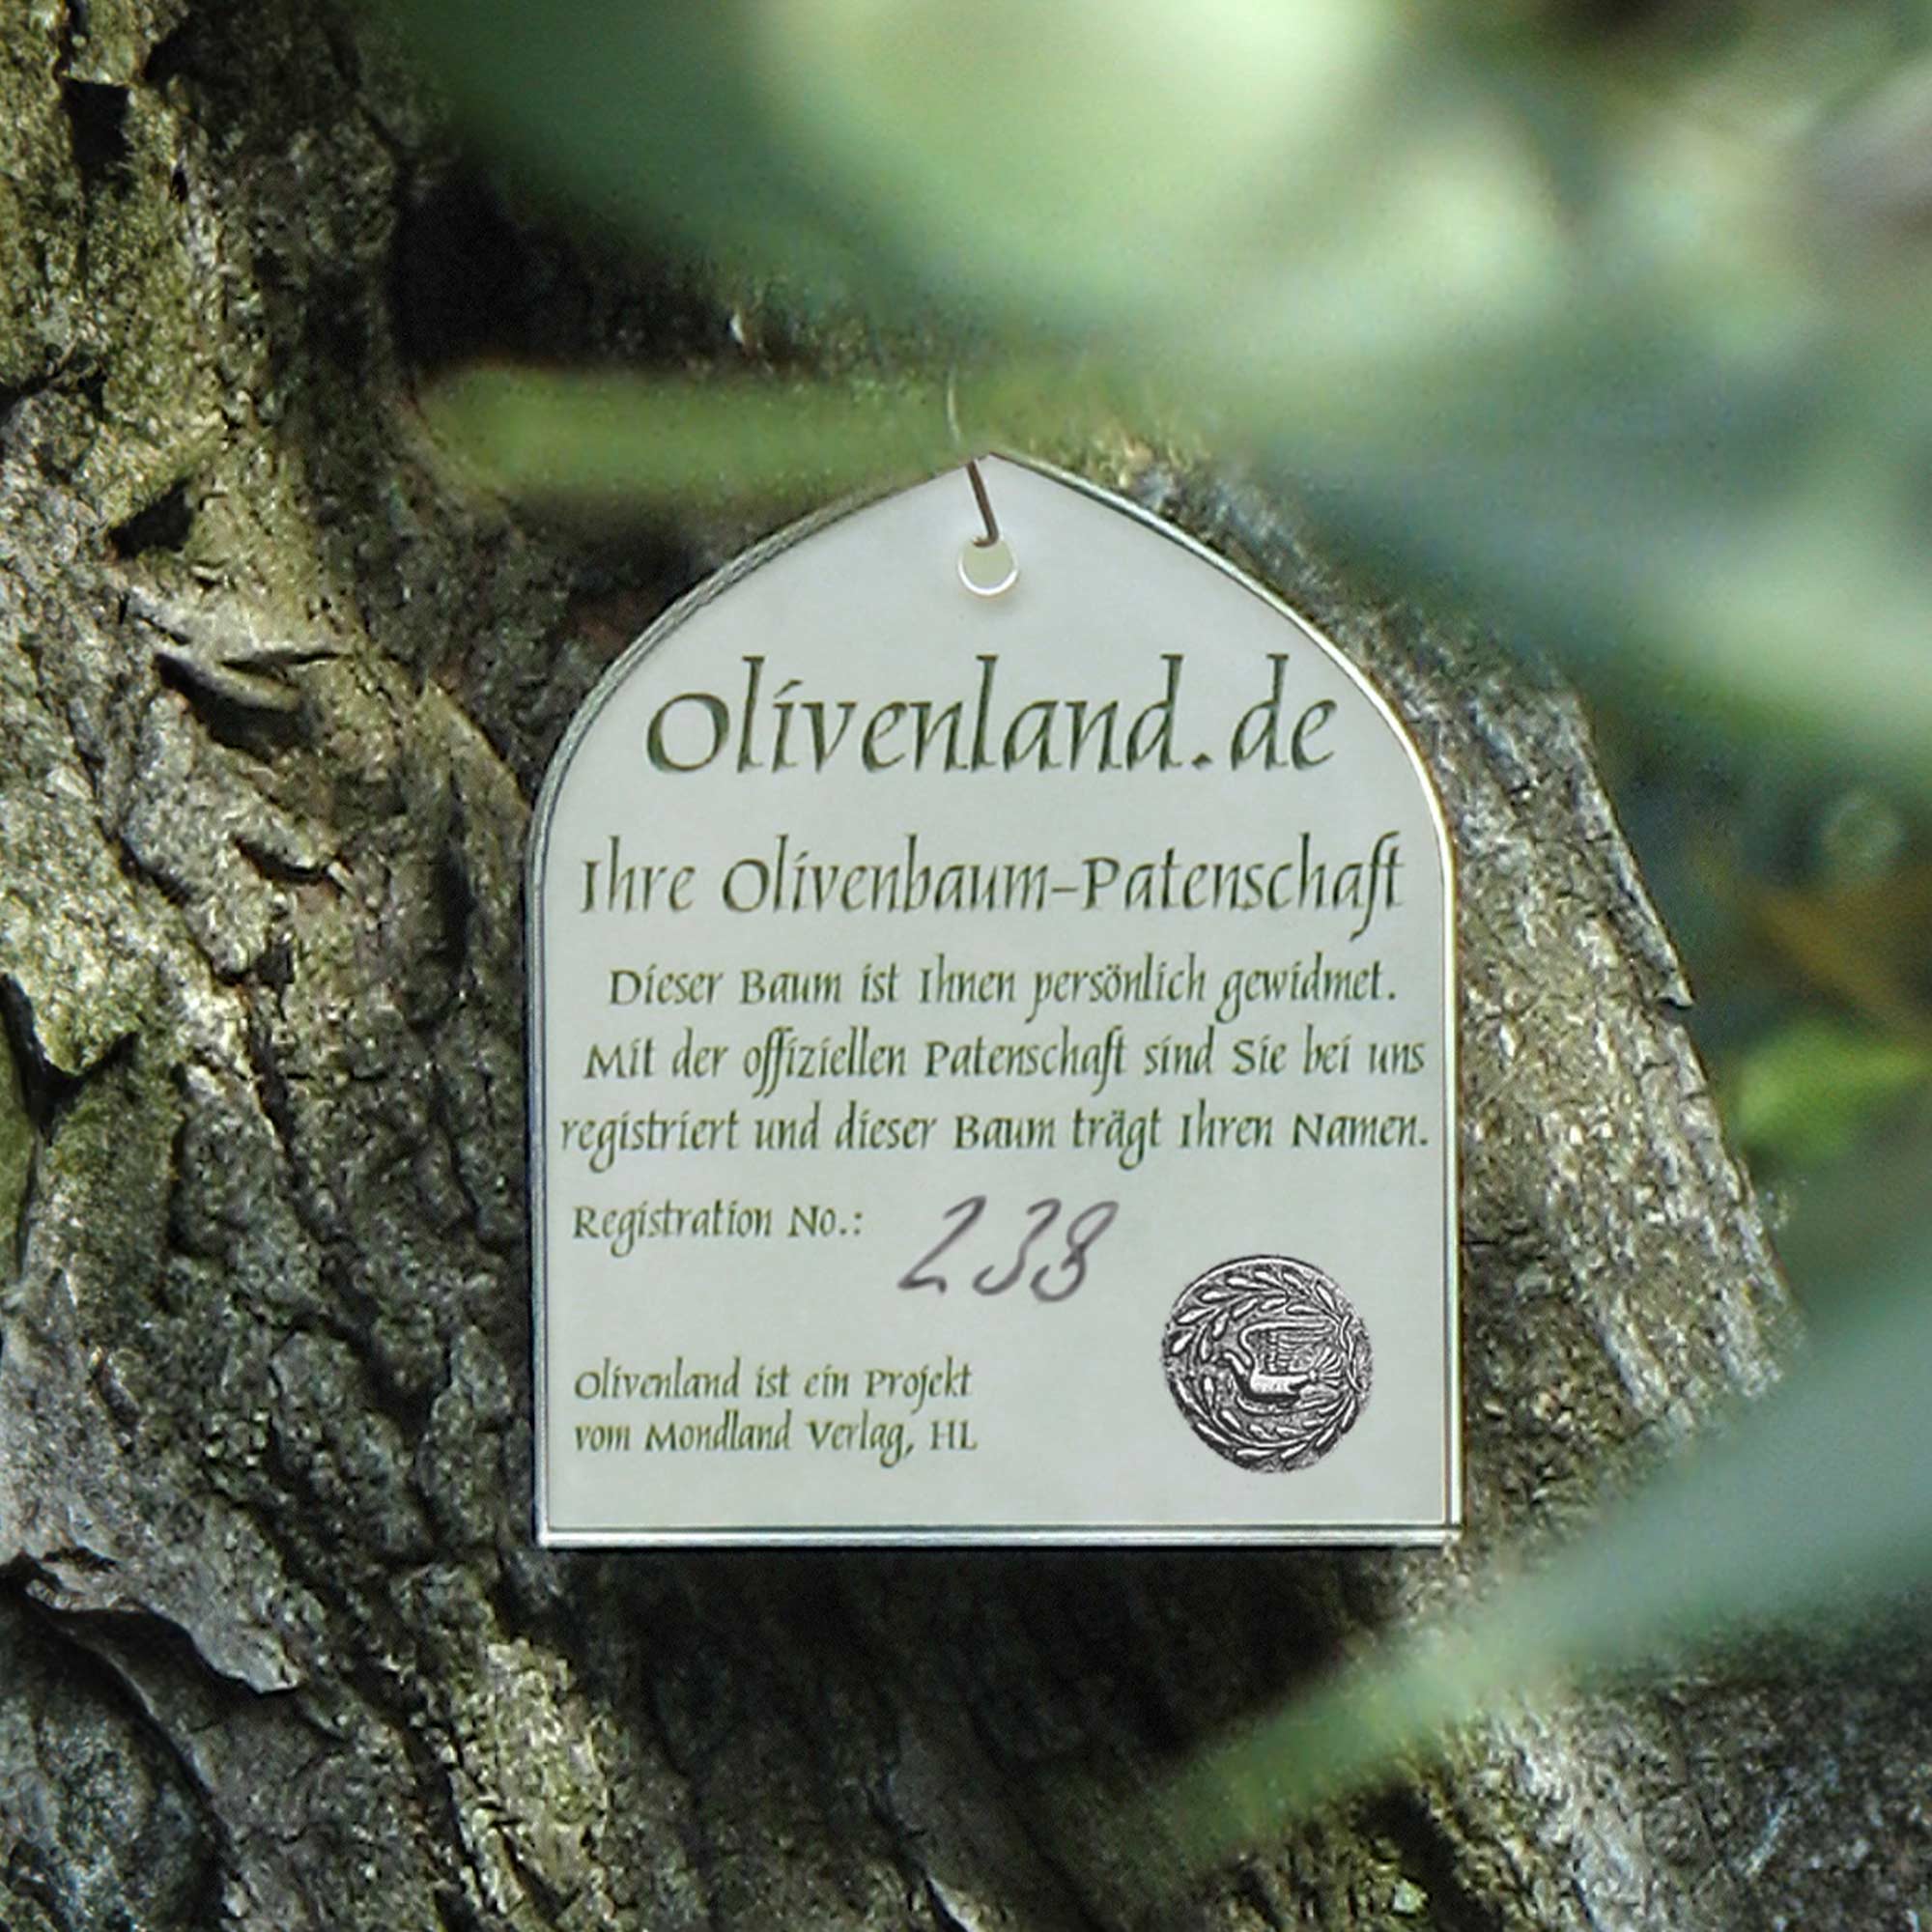 Olivenland.de
Ihre Olivenbaum-Patenschaft
Dieser Baum ist Ihnen persönlich gewidmet.
Mit der offiziellen Patenschaft sind Sie bei uns
registriert und dieser Baum trägt Ihren Namen.
Registration No.: 238
Olivenland ist ein Projekt
vom Mondland Verlag, HL